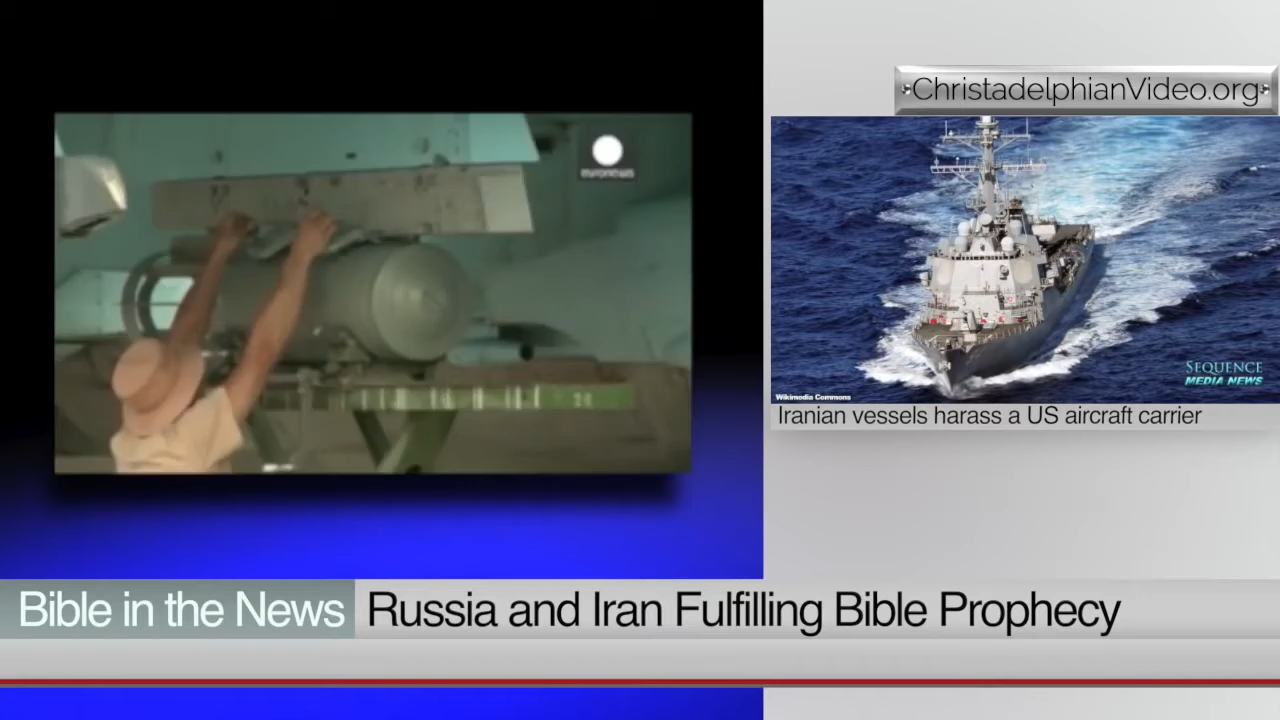 ChristadelphianVideo.org
euronews
SEQUENCE
MEDIA NEWS
Wikimedia Commons
Iranian vessels harass a US aircraft carrier
Bible in the News
Russia and Iran Fulfilling Bible Prophecy